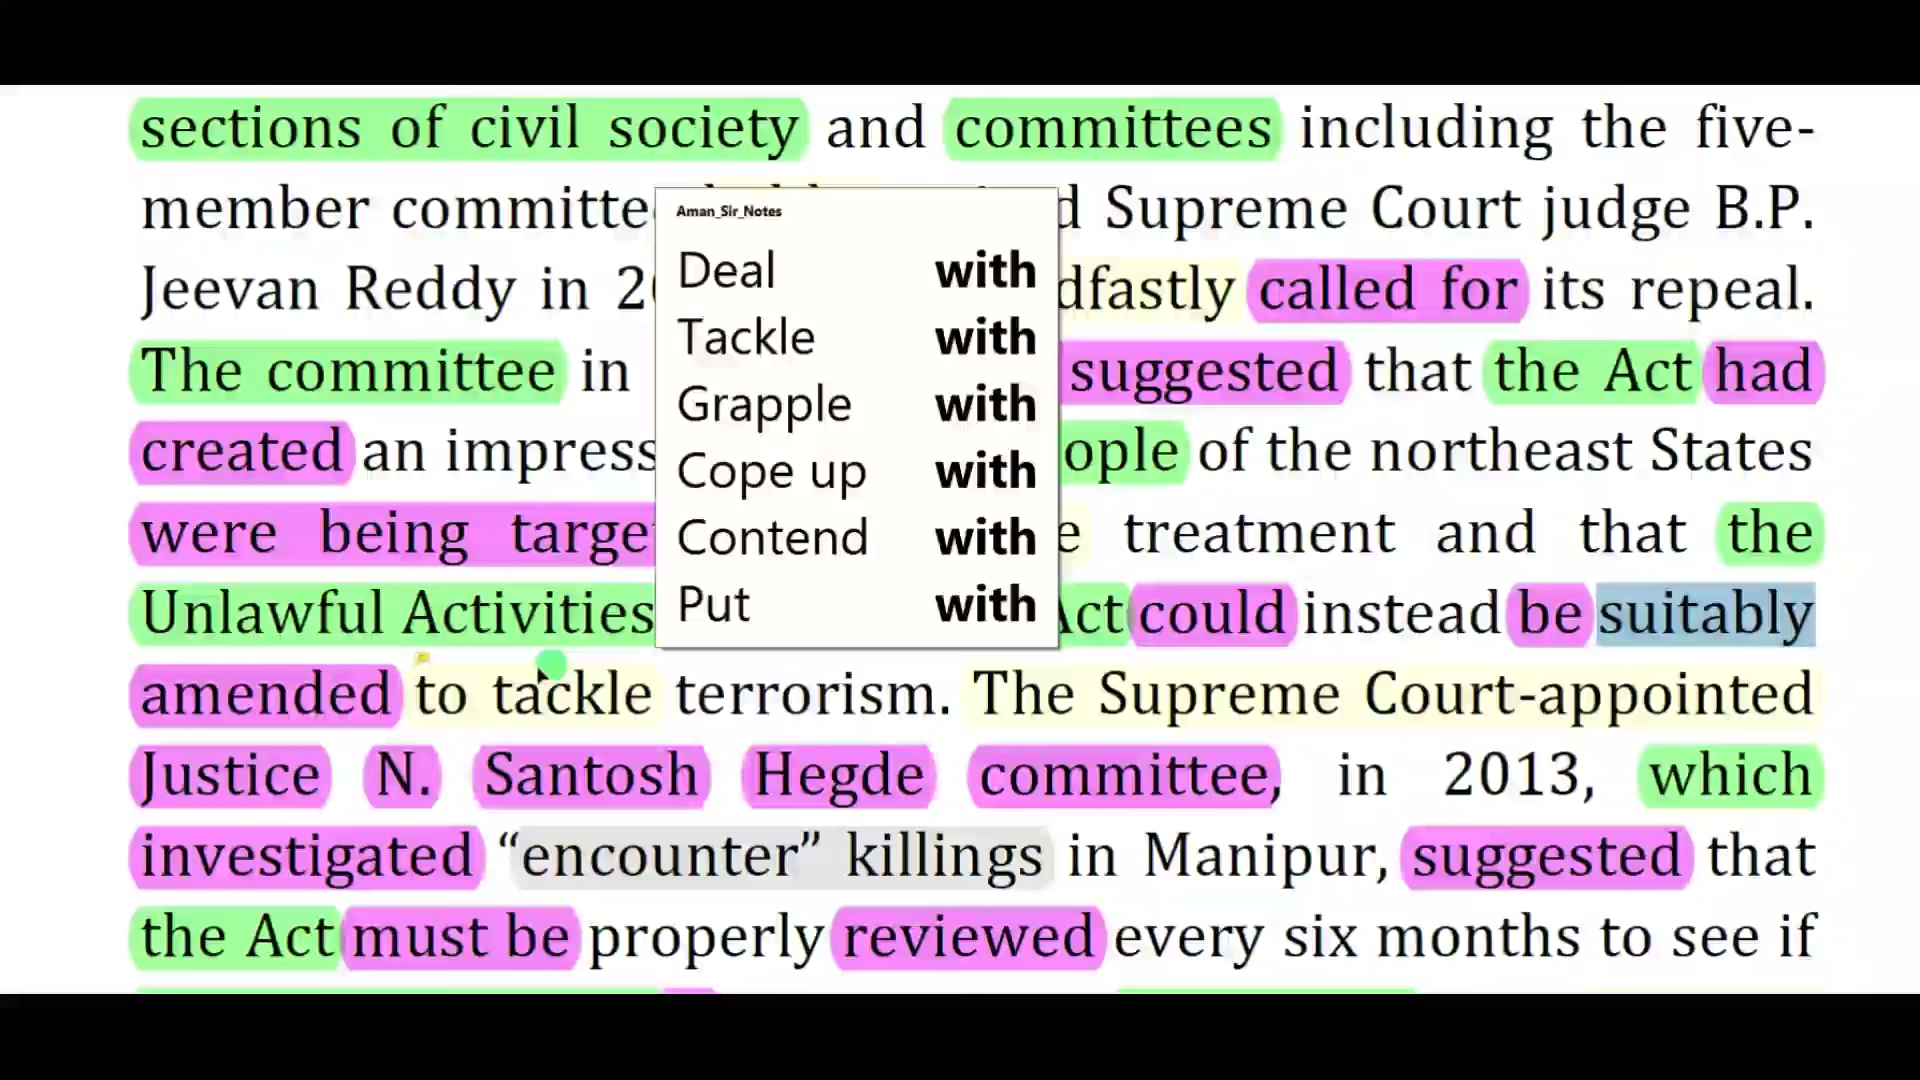 sections of civil society and committees including the five-
member committe d Supreme Court judge B.P.
Jeevan Reddy in 20 dfastly called for its repeal.
The committee in suggested that the Act had
created an impress ople of the northeast States
were being target e treatment and that the
Unlawful Activities Act could instead be suitably
amended to tackle terrorism. The Supreme Court-appointed
Justice N. Santosh Hegde committee, in 2013, which
investigated “encounter” killings in Manipur, suggested that
the Act must be properly reviewed every six months to see if
Aman_Sir_Notes
Deal with
Tackle with
Grapple with
Cope up with
Contend with
Put with